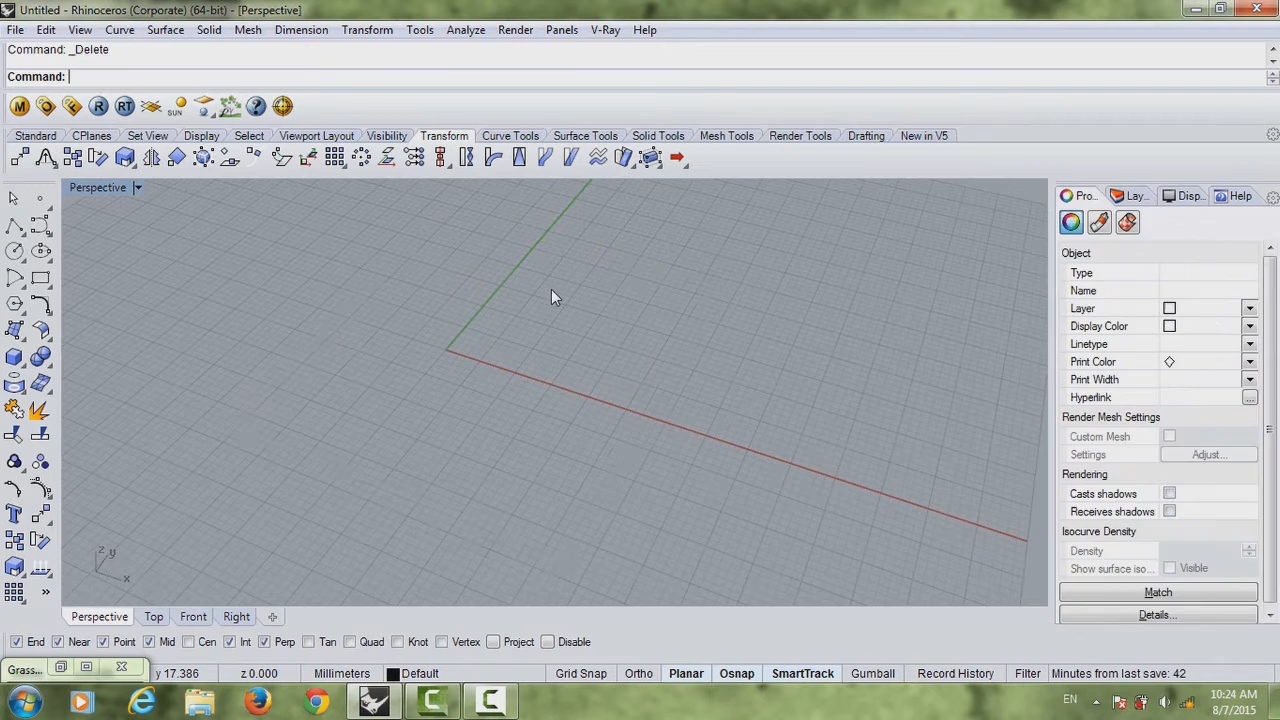 Untitled - Rhinoceros (Corporate) (64-bit) - [Perspective]
File Edit View Curve Surface Solid Mesh Dimension Transform Tools Analyze Render Panels V-Ray Help
Command: _Delete
Command:
M O F R RT SUN ?
Standard CPlanes Set View Display Select Viewport Layout Visibility Transform Curve Tools Surface Tools Solid Tools Mesh Tools Render Tools Drafting New in V5
Perspective
Pro... Lay... Disp... Help
Object
Type
Name
Layer
Display Color
Linetype
Print Color
Print Width
Hyperlink ...
Render Mesh Settings
Custom Mesh
Settings Adjust...
Rendering
Casts shadows
Receives shadows
Isocurve Density
Density
Show surface iso... Visible
Match
Details...
z y
x
Perspective Top Front Right
End Near Point Mid Cen Int Perp Tan Quad Knot Vertex Project Disable
Grass... y 17.386 z 0.000 Millimeters Default Grid Snap Ortho Planar Osnap SmartTrack Gumball Record History Filter Minutes from last save: 42
EN
10:24 AM
8/7/2015